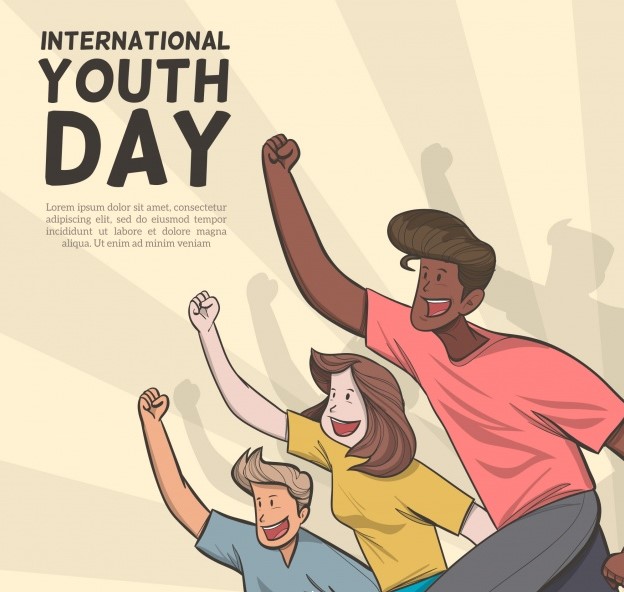 INTERNATIONAL
YOUTH
DAY
Lorem ipsum dolor sit amet, consectetur
adipiscing elit, sed do eiusmod tempor
incididunt ut labore et dolore magna
aliqua. Ut enim ad minim veniam